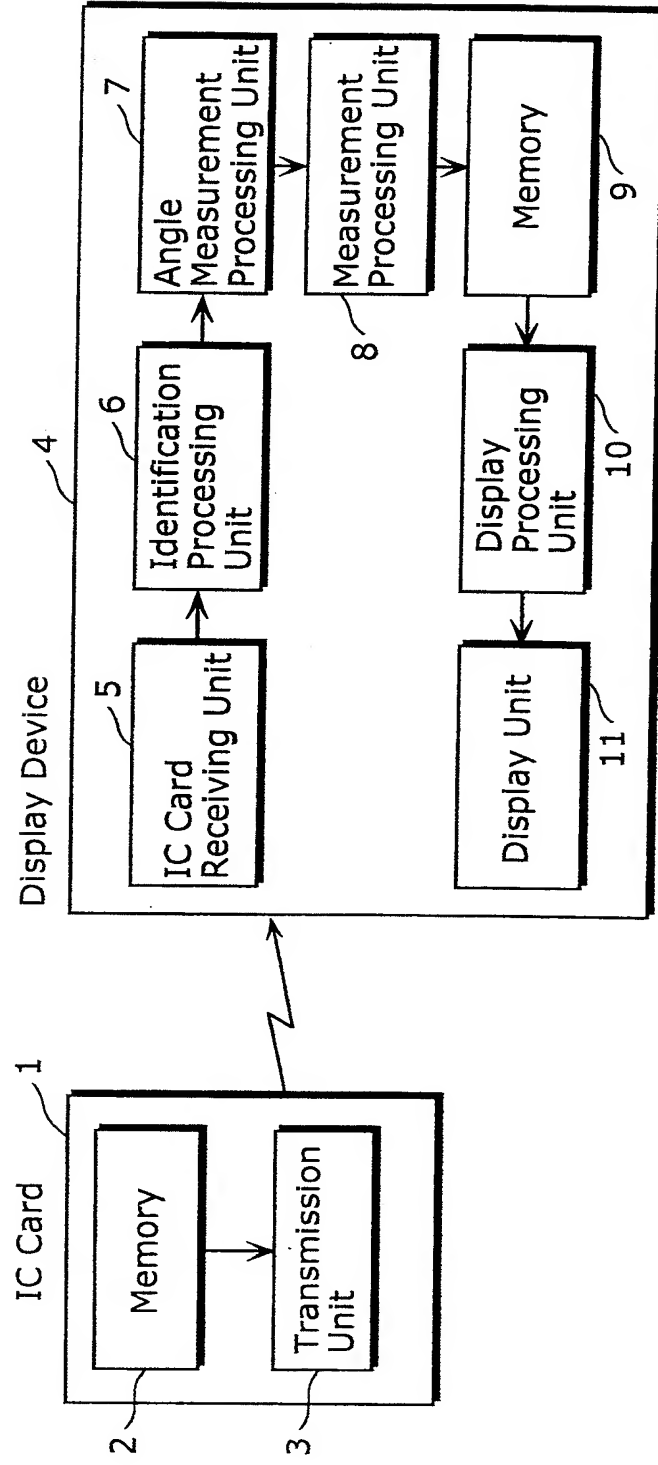 IC Card
1
Memory
2
Transmission
Unit
3
Display Device
4
5
IC Card
Receiving Unit
6
Identification
Processing
Unit
7
Angle
Measurement
Processing Unit
Measurement
Processing Unit
8
Memory
9
Display
Processing
Unit
10
Display Unit
11